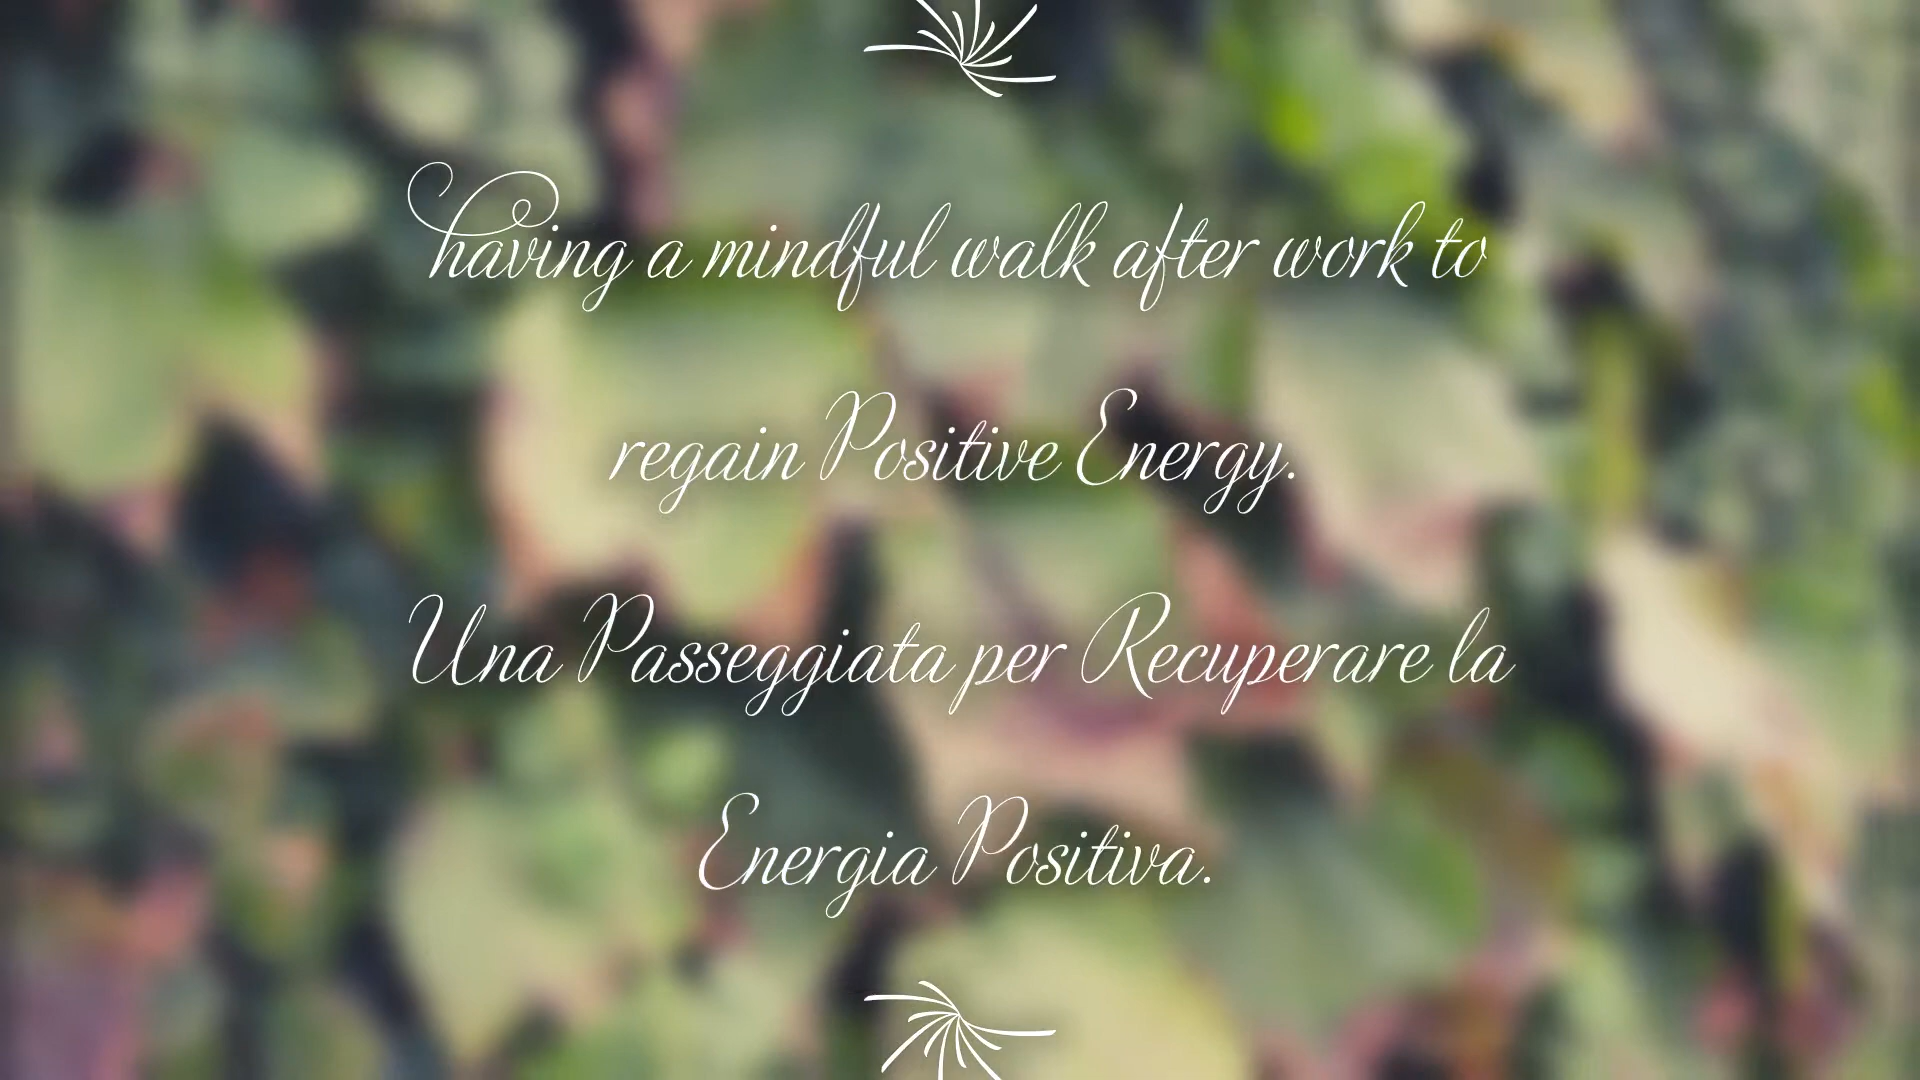 having a mindful walk after work to
regain Positive Energy.
Una Passeggiata per Recuperare la
Energia Positiva.